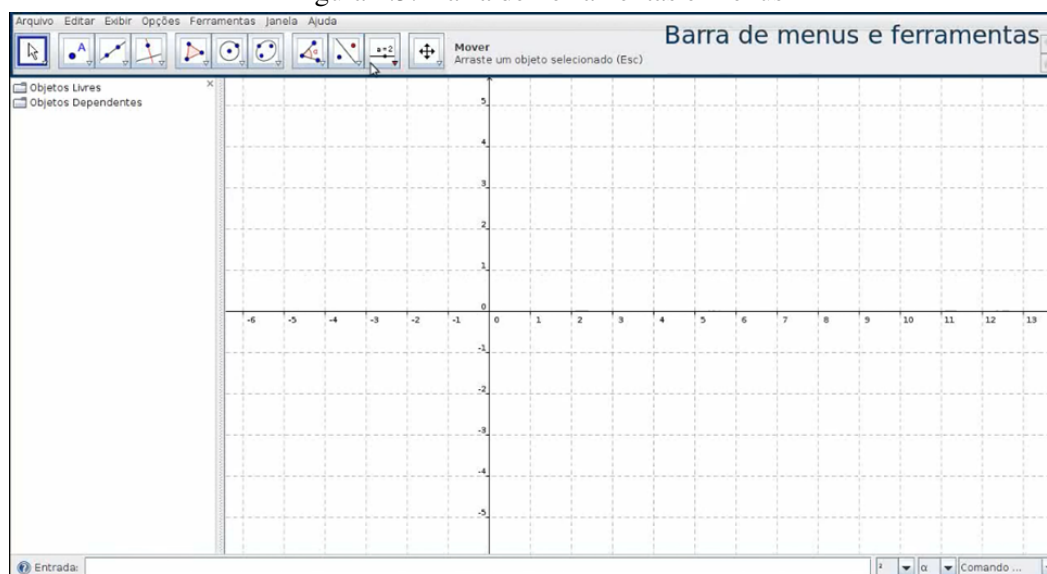 Arquivo Editar Exibir Opções Ferramentas Janela Ajuda
Barra de menus e ferramentas
A
α
a=2
Mover
Arraste um objeto selecionado (Esc)
Objetos Livres
Objetos Dependentes
5
4
3
2
1
0
-6 -5 -4 -3 -2 -1 0 1 2 3 4 5 6 7 8 9 10 11 12 13
-1
-2
-3
-4
-5
Entrada:
² α Comando ...